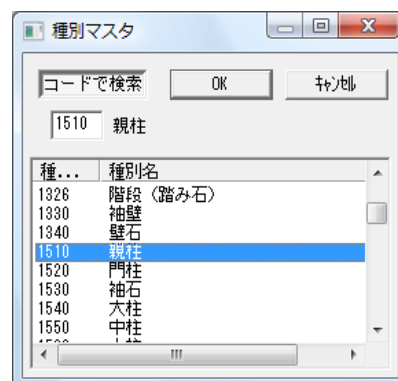 種別マスタ
コードで検索
OK
ｷｬﾝｾﾙ
1510 親柱
種... 種別名
1326 階段（踏み石）
1330 袖壁
1340 壁石
1510 親柱
1520 門柱
1530 袖石
1540 大柱
1550 中柱